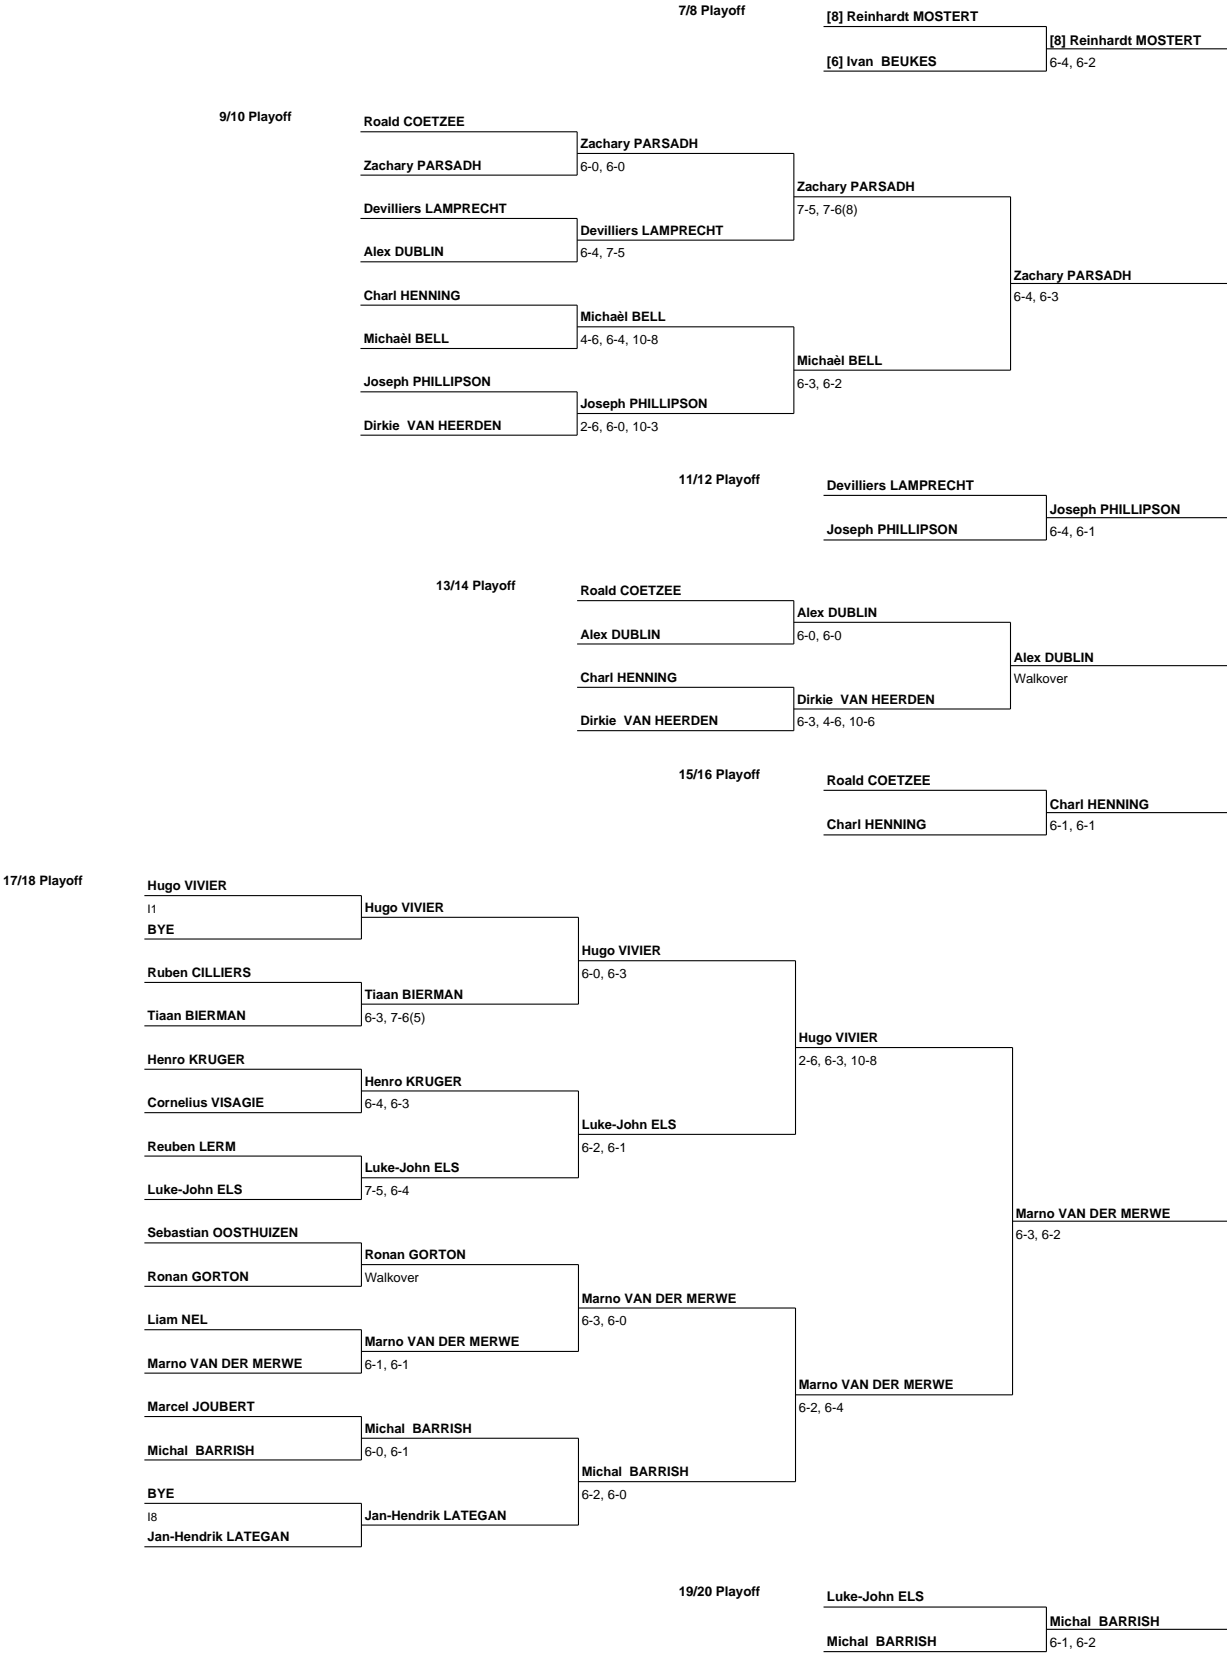 7/8 Playoff
[8] Reinhardt MOSTERT
[8] Reinhardt MOSTERT
[6] Ivan BEUKES
6-4, 6-2
9/10 Playoff
Roald COETZEE
Zachary PARSADH
Zachary PARSADH
6-0, 6-0
Zachary PARSADH
Devilliers LAMPRECHT
7-5, 7-6(8)
Devilliers LAMPRECHT
Alex DUBLIN
6-4, 7-5
Zachary PARSADH
Charl HENNING
6-4, 6-3
Michaèl BELL
Michaèl BELL
4-6, 6-4, 10-8
Michaèl BELL
Joseph PHILLIPSON
6-3, 6-2
Joseph PHILLIPSON
Dirkie VAN HEERDEN
2-6, 6-0, 10-3
11/12 Playoff
Devilliers LAMPRECHT
Joseph PHILLIPSON
Joseph PHILLIPSON
6-4, 6-1
13/14 Playoff
Roald COETZEE
Alex DUBLIN
Alex DUBLIN
6-0, 6-0
Alex DUBLIN
Charl HENNING
Walkover
Dirkie VAN HEERDEN
Dirkie VAN HEERDEN
6-3, 4-6, 10-6
15/16 Playoff
Roald COETZEE
Charl HENNING
Charl HENNING
6-1, 6-1
17/18 Playoff
Hugo VIVIER
I1
Hugo VIVIER
BYE
Hugo VIVIER
Ruben CILLIERS
6-0, 6-3
Tiaan BIERMAN
Tiaan BIERMAN
6-3, 7-6(5)
Hugo VIVIER
Henro KRUGER
2-6, 6-3, 10-8
Henro KRUGER
Cornelius VISAGIE
6-4, 6-3
Luke-John ELS
Reuben LERM
6-2, 6-1
Luke-John ELS
Luke-John ELS
7-5, 6-4
Marno VAN DER MERWE
Sebastian OOSTHUIZEN
6-3, 6-2
Ronan GORTON
Ronan GORTON
Walkover
Marno VAN DER MERWE
Liam NEL
6-3, 6-0
Marno VAN DER MERWE
Marno VAN DER MERWE
6-1, 6-1
Marno VAN DER MERWE
Marcel JOUBERT
6-2, 6-4
Michal BARRISH
Michal BARRISH
6-0, 6-1
Michal BARRISH
BYE
6-2, 6-0
I8
Jan-Hendrik LATEGAN
Jan-Hendrik LATEGAN
19/20 Playoff
Luke-John ELS
Michal BARRISH
Michal BARRISH
6-1, 6-2